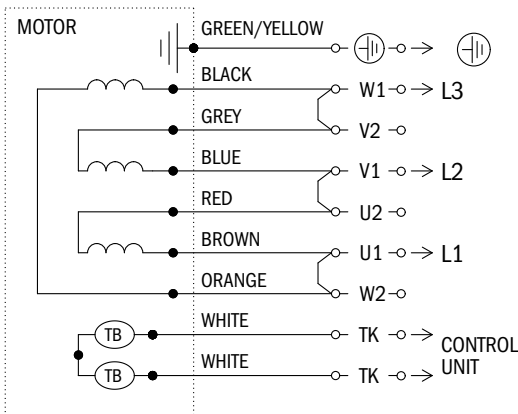 MOTOR
GREEN/YELLOW
BLACK
W1
L3
GREY
V2
BLUE
V1
L2
RED
U2
BROWN
U1
L1
ORANGE
W2
TB
WHITE
TK
CONTROL
UNIT
TB
WHITE
TK